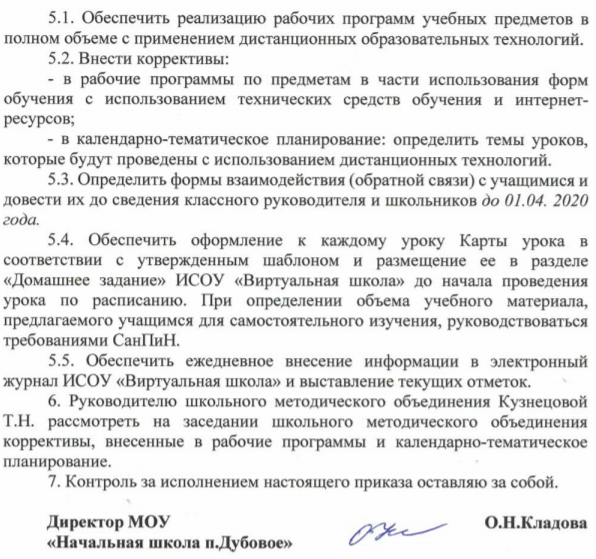 5.1. Обеспечить реализацию рабочих программ учебных предметов в
полном объеме с применением дистанционных образовательных технологий.
5.2. Внести коррективы:
- в рабочие программы по предметам в части использования форм
обучения с использованием технических средств обучения и интернет-
ресурсов;
- в календарно-тематическое планирование: определить темы уроков,
которые будут проведены с использованием дистанционных технологий.
5.3. Определить формы взаимодействия (обратной связи) с учащимися и
довести их до сведения классного руководителя и школьников до 01.04. 2020
года.
5.4. Обеспечить оформление к каждому уроку Карты урока в
соответствии с утвержденным шаблоном и размещение ее в разделе
«Домашнее задание» ИСОУ «Виртуальная школа» до начала проведения
урока по расписанию. При определении объема учебного материала,
предлагаемого учащимся для самостоятельного изучения, руководствоваться
требованиями СанПиН.
5.5. Обеспечить ежедневное внесение информации в электронный
журнал ИСОУ «Виртуальная школа» и выставление текущих отметок.
6. Руководителю школьного методического объединения Кузнецовой
Т.Н. рассмотреть на заседании школьного методического объединения
коррективы, внесенные в рабочие программы и календарно-тематическое
планирование.
7. Контроль за исполнением настоящего приказа оставляю за собой.
Директор МОУ О.Н.Кладова
«Начальная школа п.Дубовое»